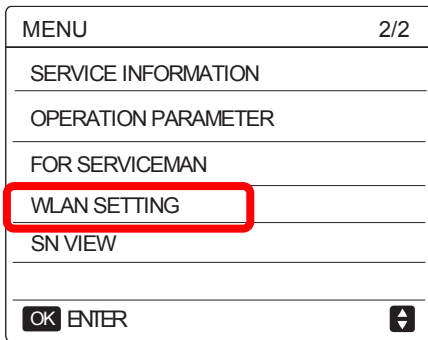 MENU 2/2
SERVICE INFORMATION
OPERATION PARAMETER
FOR SERVICEMAN
WLAN SETTING
SN VIEW
OK ENTER